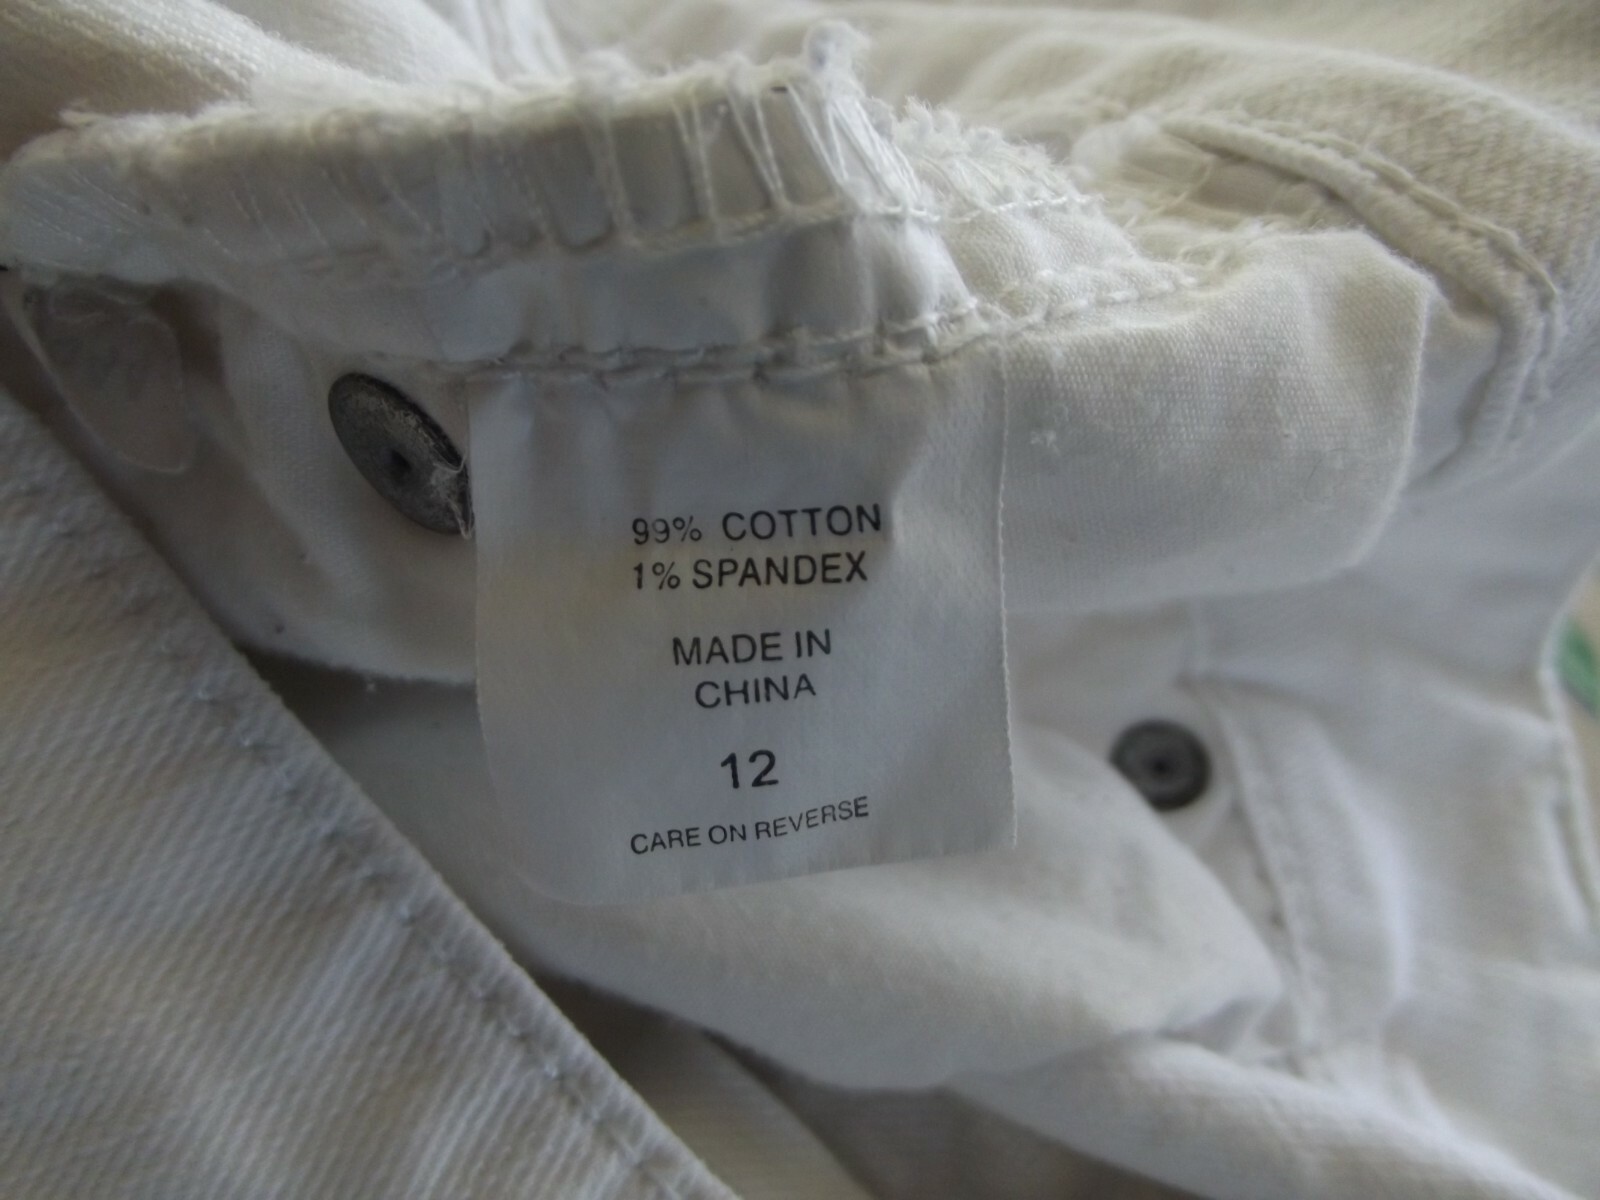 99% COTTON
1% SPANDEX
MADE IN
CHINA
12
CARE ON REVERSE